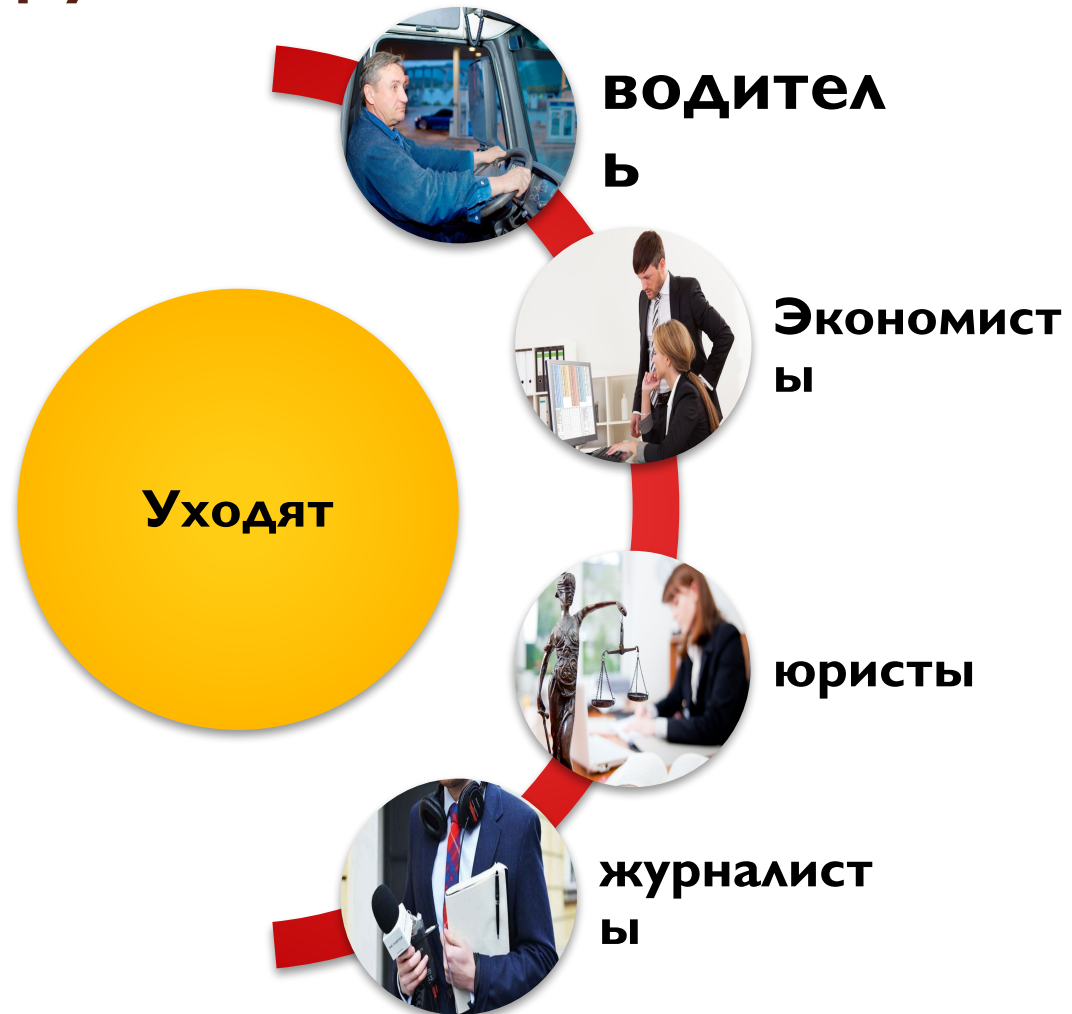 водител
ь
Экономист
ы
Уходят
юристы
журналист
ы